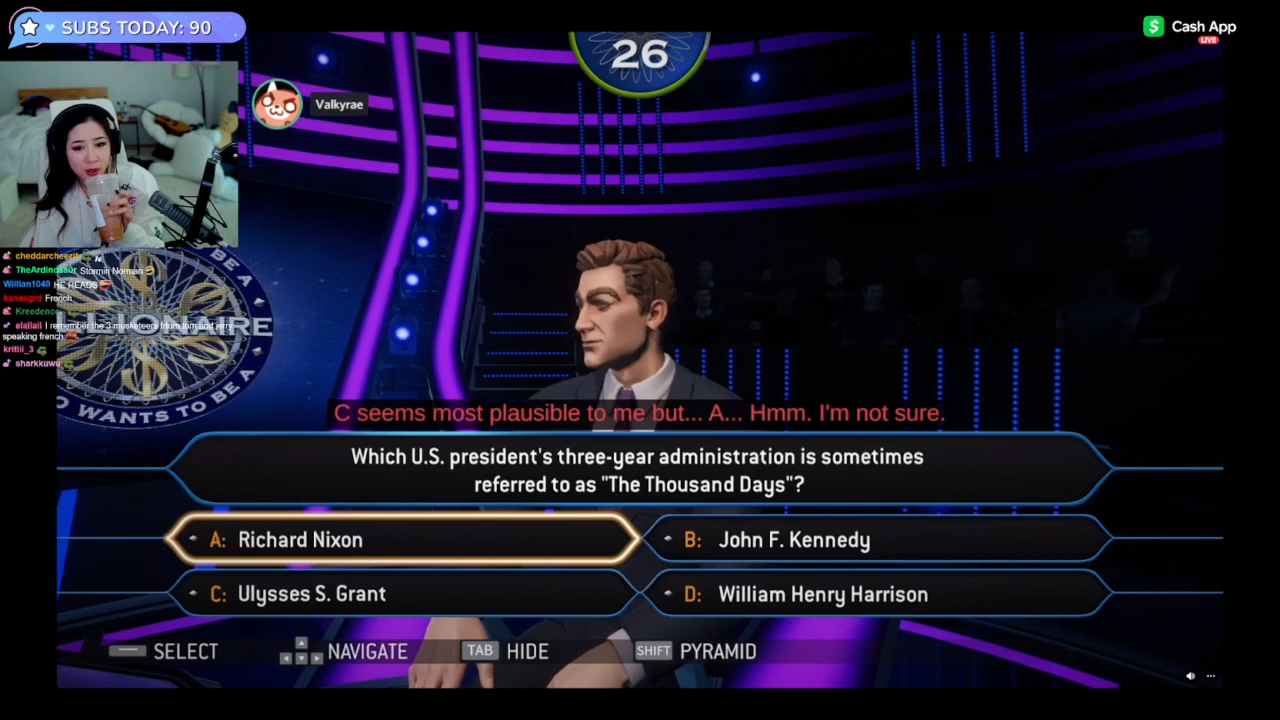 SUBS TODAY: 90
Cash App
LIVE
26
Valkyrae
cheddarcheezit
TheArdinosaur Stormin Norman
Willian1040 HE READS
kanaogrd French
Kreedence
elailaii I remember the 3 musketeers from tom and jerry
speaking french
kritiii_3
sharkkuwu
BE A
LLIONAIRE
O WANTS TO BE A
C seems most plausible to me but... A... Hmm. I'm not sure.
Which U.S. president's three-year administration is sometimes
referred to as "The Thousand Days"?
A: Richard Nixon
B: John F. Kennedy
C: Ulysses S. Grant
D: William Henry Harrison
SELECT
NAVIGATE
TAB HIDE
SHIFT PYRAMID